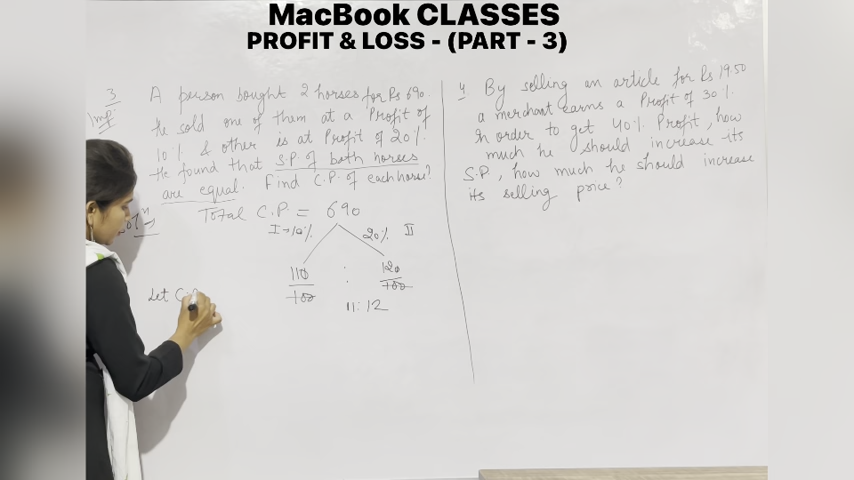 MacBook CLASSES
PROFIT & LOSS - (PART - 3)
3
Imp:
A person bought 2 horses for Rs 690.
He sold one of them at a Profit of
10% & other is at Profit of 20%.
He found that S.P. of both horses
are equal. Find C.P. of each horse?
Solⁿ →
Total C.P = 690
I → 10% 20% II
110 : 120
100 100
11 : 12
Let C.P
4 By selling an article for Rs 1950
a merchant earns a Profit of 30%.
In order to get 40% Profit, how
much he should increase its
S.P., how much he should increase
its selling price?